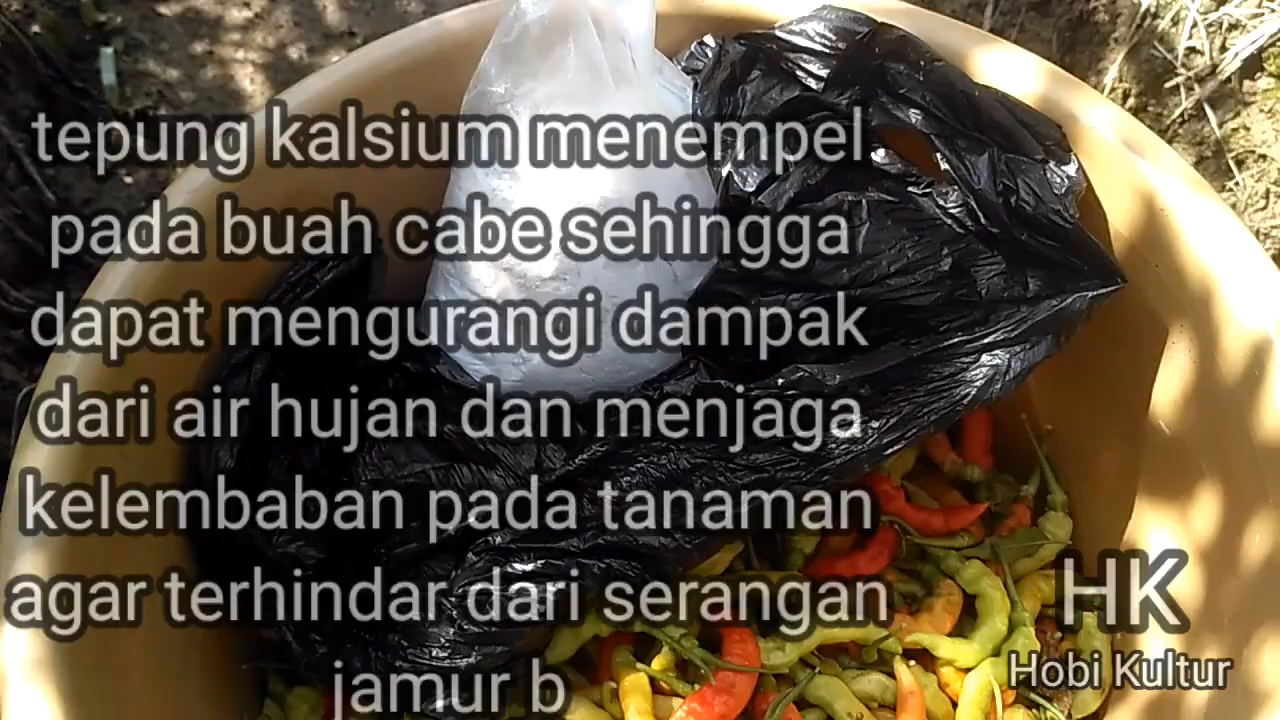 tepung kalsium menempel
pada buah cabe sehingga
dapat mengurangi dampak
dari air hujan dan menjaga
kelembaban pada tanaman
agar terhindar dari serangan
jamur b
HK
Hobi Kultur